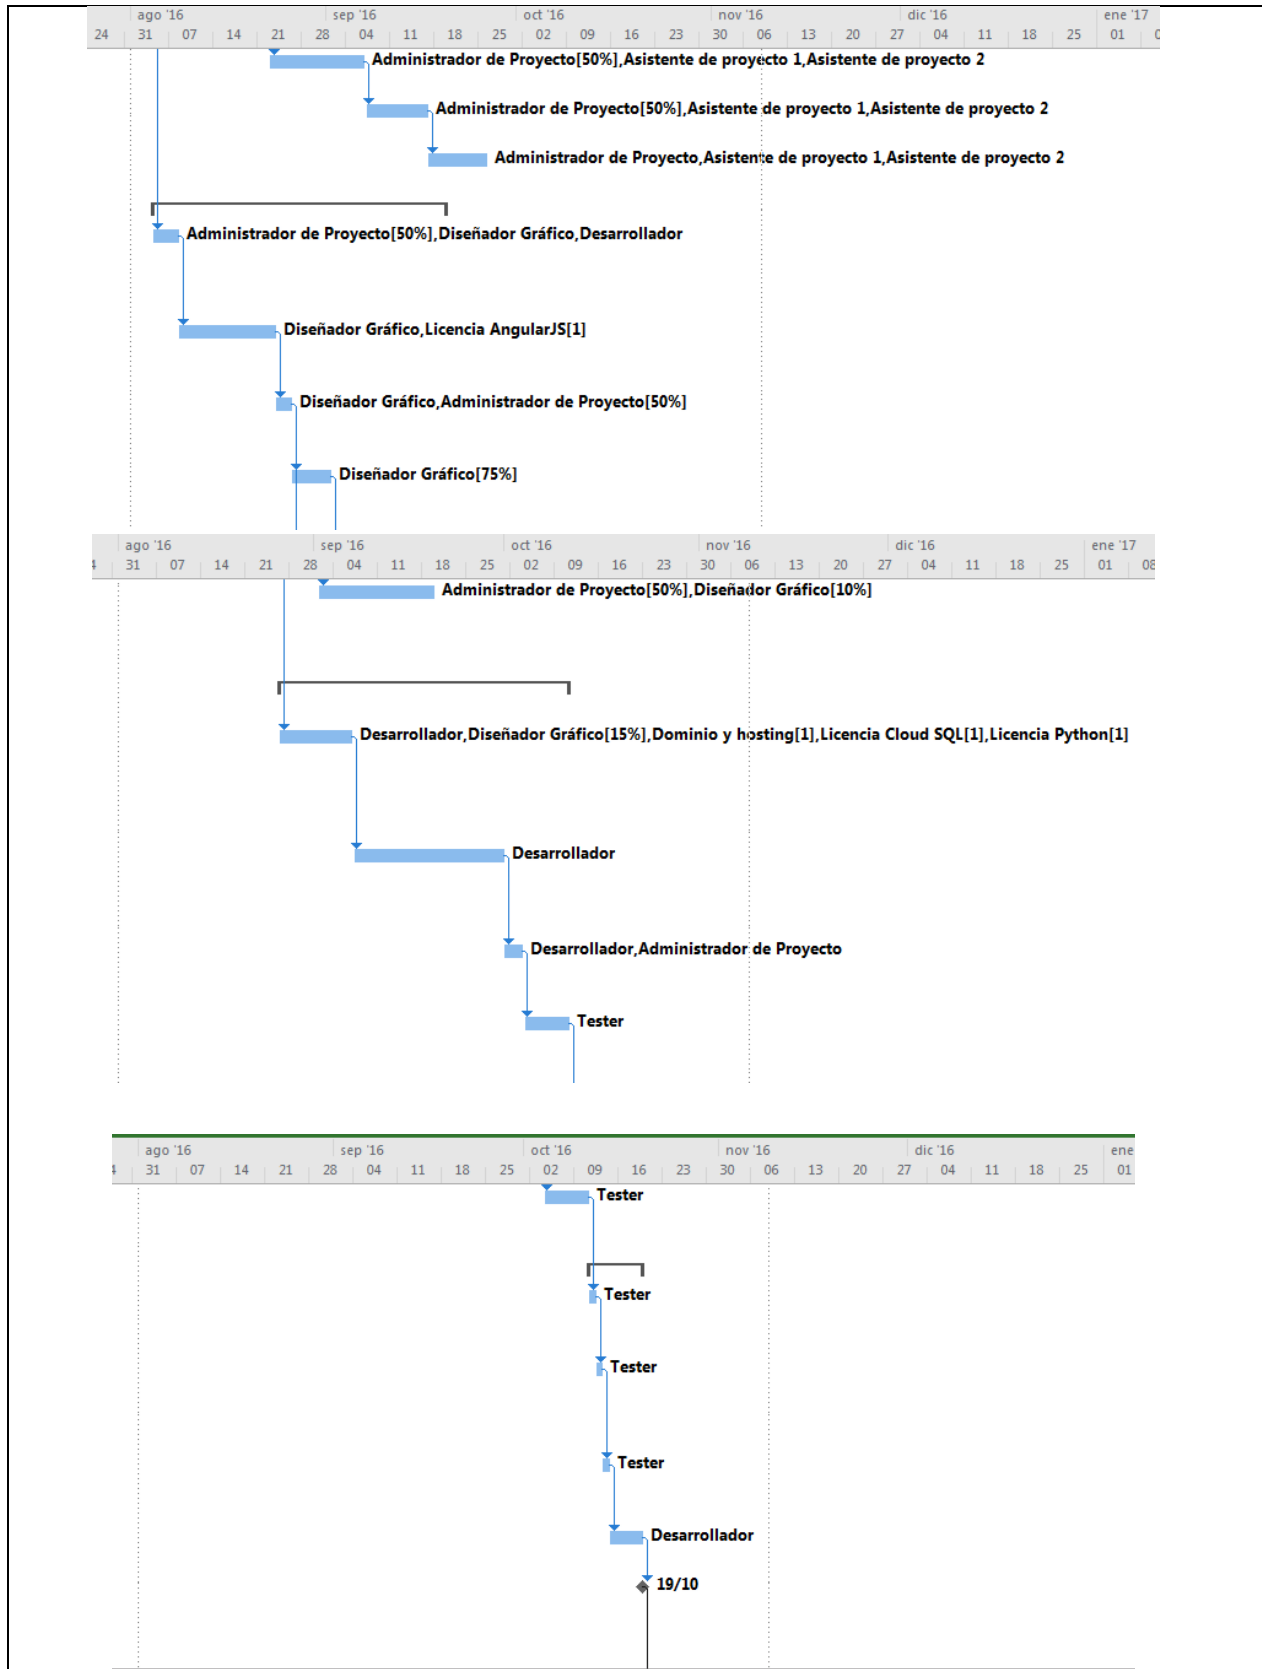 ago '16 sep '16 oct '16 nov '16 dic '16 ene '17
24 31 07 14 21 28 04 11 18 25 02 09 16 23 30 06 13 20 27 04 11 18 25 01
Administrador de Proyecto[50%],Asistente de proyecto 1,Asistente de proyecto 2
Administrador de Proyecto[50%],Asistente de proyecto 1,Asistente de proyecto 2
Administrador de Proyecto,Asistente de proyecto 1,Asistente de proyecto 2
Administrador de Proyecto[50%],Diseñador Gráfico,Desarrollador
Diseñador Gráfico,Licencia AngularJS[1]
Diseñador Gráfico,Administrador de Proyecto[50%]
Diseñador Gráfico[75%]
ago '16 sep '16 oct '16 nov '16 dic '16 ene '17
4 31 07 14 21 28 04 11 18 25 02 09 16 23 30 06 13 20 27 04 11 18 25 01 08
Administrador de Proyecto[50%],Diseñador Gráfico[10%]
Desarrollador,Diseñador Gráfico[15%],Dominio y hosting[1],Licencia Cloud SQL[1],Licencia Python[1]
Desarrollador
Desarrollador,Administrador de Proyecto
Tester
ago '16 sep '16 oct '16 nov '16 dic '16 ene
4 31 07 14 21 28 04 11 18 25 02 09 16 23 30 06 13 20 27 04 11 18 25 01
Tester
Tester
Tester
Tester
Desarrollador
19/10